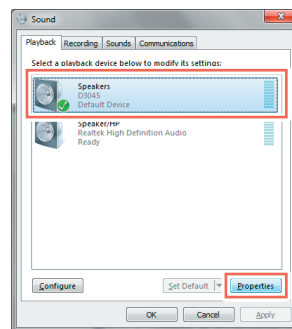 Sound
Playback Recording Sounds Communications
Select a playback device below to modify its settings:
Speakers
D3045
Default Device
Speaker/HP
Realtek High Definition Audio
Ready
Configure Set Default Properties
OK Cancel Apply